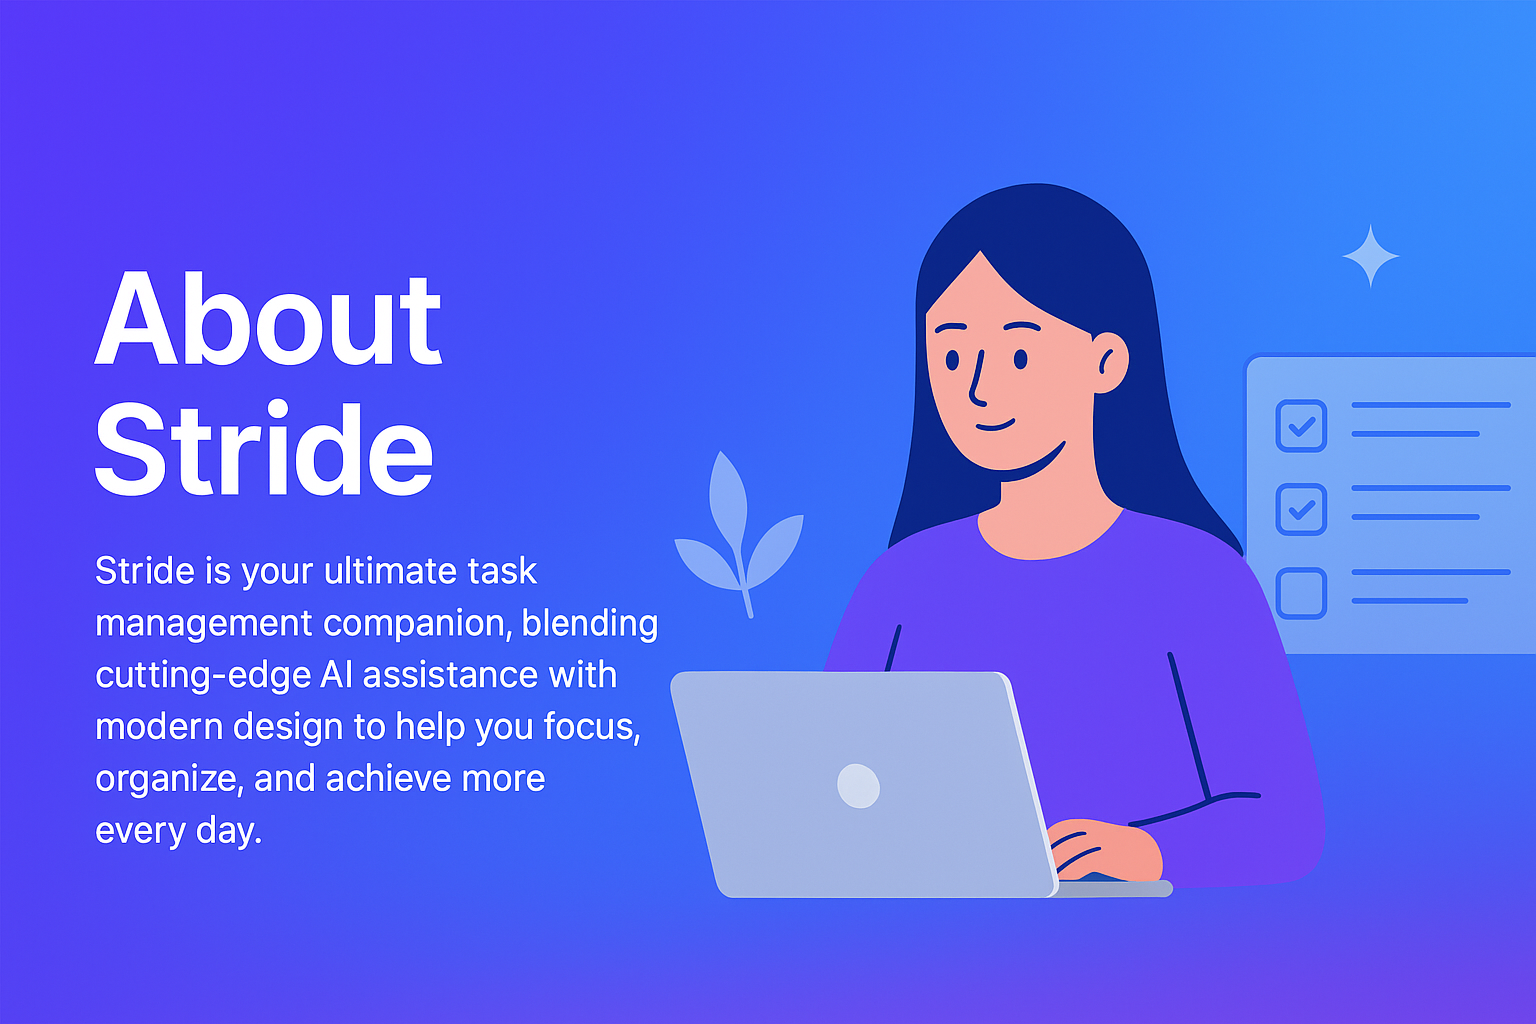 About
Stride
Stride is your ultimate task
management companion, blending
cutting-edge AI assistance with
modern design to help you focus,
organize, and achieve more
every day.